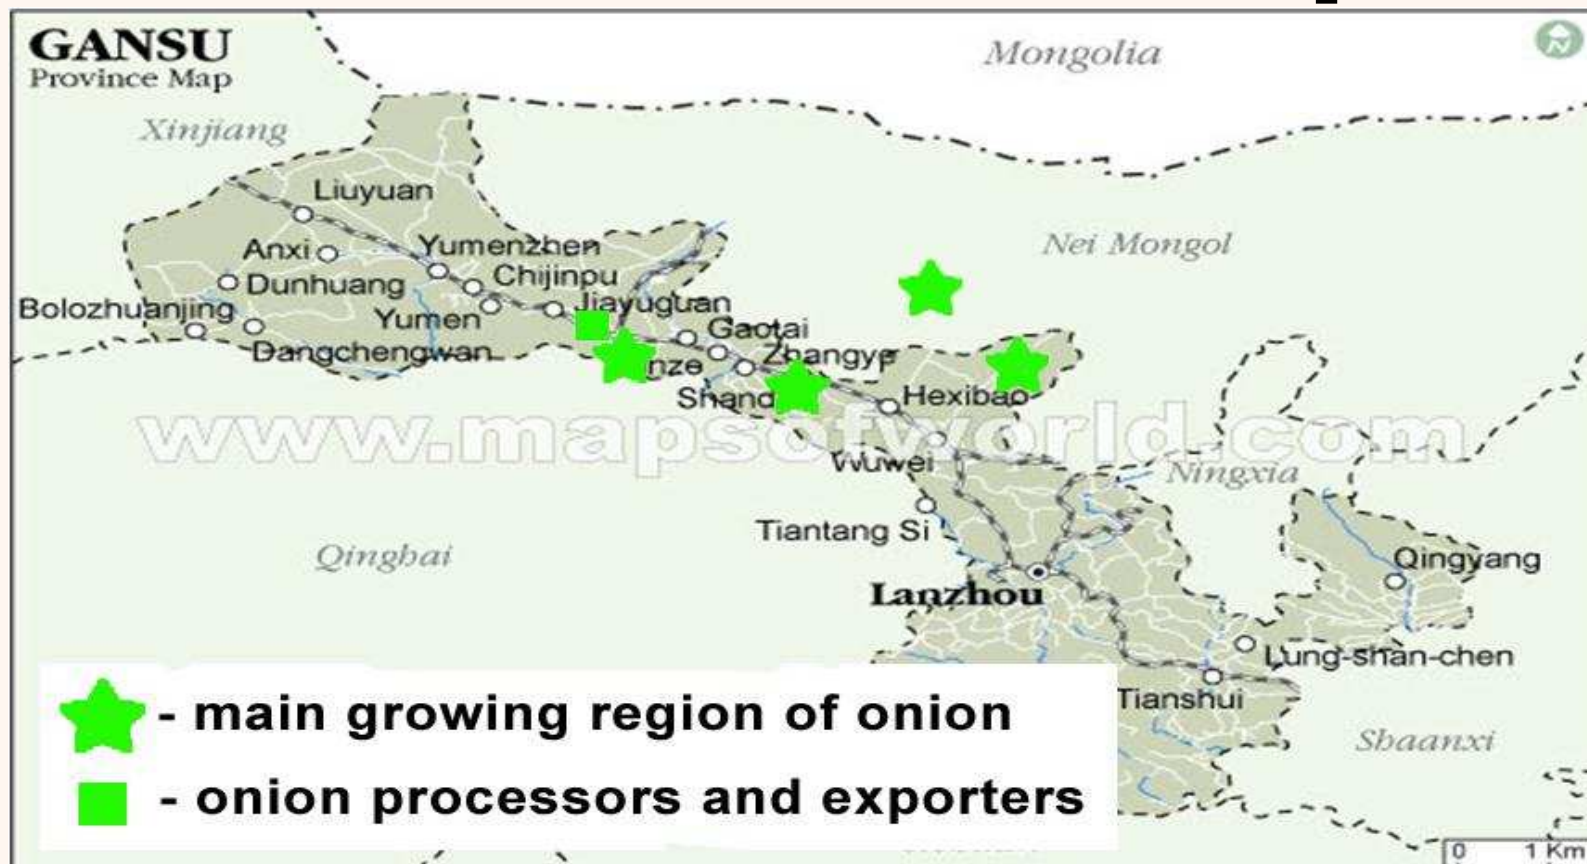 GANSU
Province Map
Mongolia
N
Xinjiang
Liuyuan
Nei Mongol
Anxi
Yumenzhen
Dunhuang
Chijinpu
Bolozhuanjing
Jiayuguan
Yumen
Gaotai
Dangchengwan
nze
Zhangye
Shand
Hexibao
www.mapsofworld.com
Wuwei
Ningxia
Tiantang Si
Qinghai
Qingyang
Lanzhou
Lung-shan-chen
Tianshui
Shaanxi
- main growing region of onion
- onion processors and exporters
0 1 Km